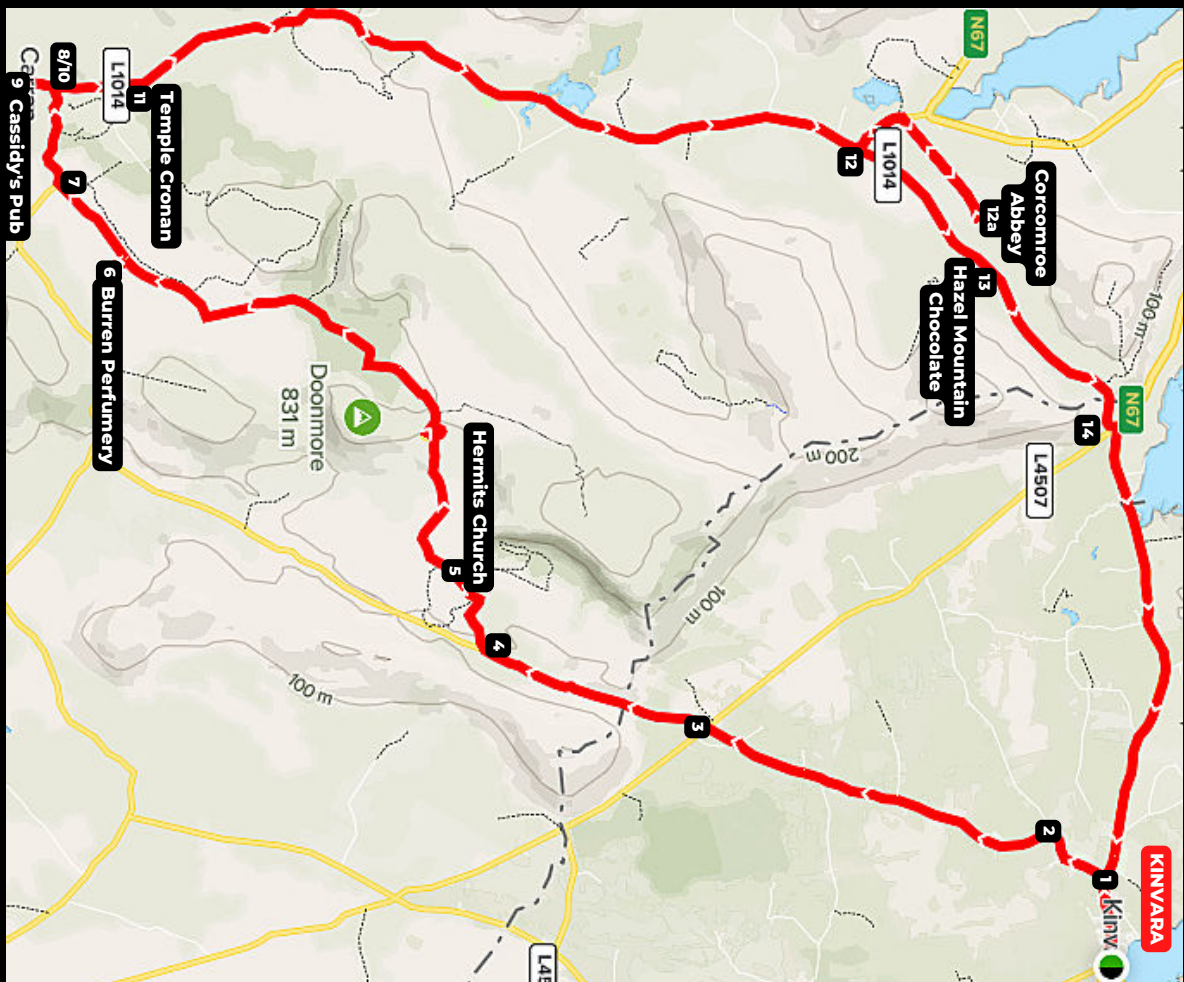 KINVARA
Kinv
1
2
3
4
5
Hermits Church
Doonmore
831 m
6 Burren Perfumery
7
8/10
9 Cassidy's Pub
L1014
11
Temple Cronan
12
L1014
12a
Corcomroe
Abbey
13
Hazel Mountain
Chocolate
14
N67
N67
L4507
L45
100 m
200 m
100 m
100 m